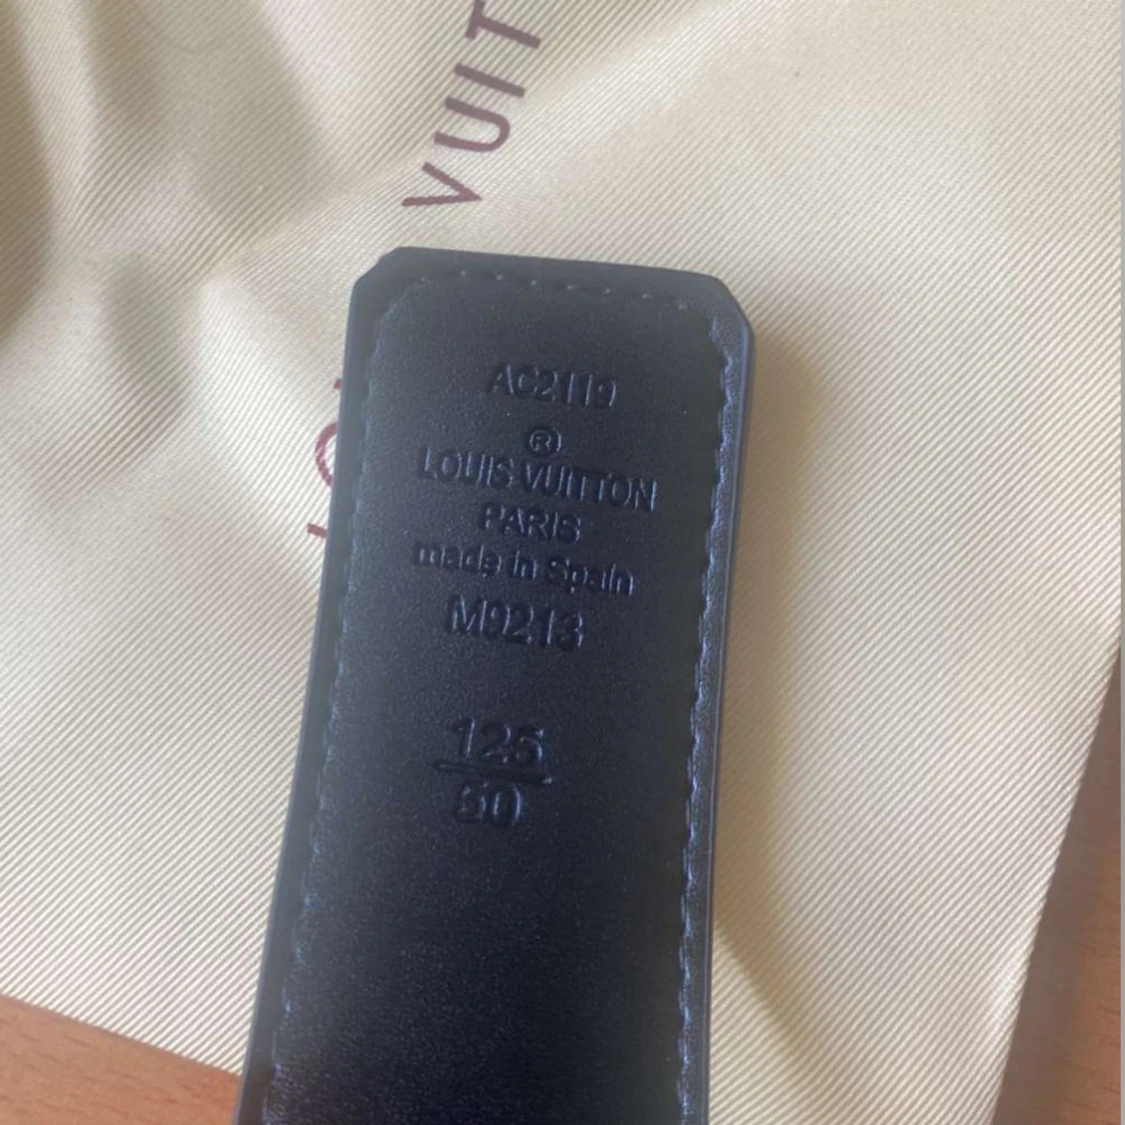 VUIT
AC2119
®
LOUIS VUITTON
PARIS
made in Spain
M9213
125
50